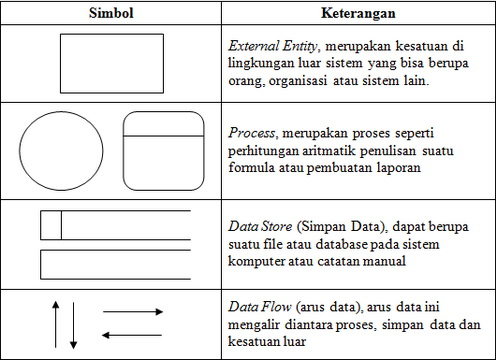 Simbol
Keterangan
External Entity, merupakan kesatuan di
lingkungan luar sistem yang bisa berupa
orang, organisasi atau sistem lain.
Process, merupakan proses seperti
perhitungan aritmatik penulisan suatu
formula atau pembuatan laporan
Data Store (Simpan Data), dapat berupa
suatu file atau database pada sistem
komputer atau catatan manual
Data Flow (arus data), arus data ini
mengalir diantara proses, simpan data dan
kesatuan luar